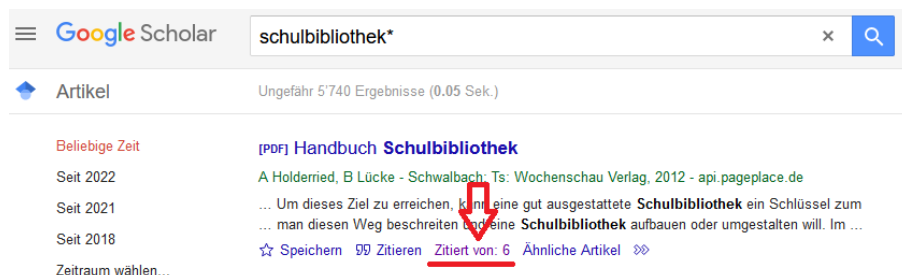 Google Scholar
schulbibliothek*
Artikel
Ungefähr 5'740 Ergebnisse (0.05 Sek.)
Beliebige Zeit
Seit 2022
Seit 2021
Seit 2018
Zeitraum wählen...
[PDF] Handbuch Schulbibliothek
A Holderried, B Lücke - Schwalbach: Ts: Wochenschau Verlag, 2012 - api.pageplace.de
... Um dieses Ziel zu erreichen, kann eine gut ausgestattete Schulbibliothek ein Schlüssel zum
... man diesen Weg beschreiten und eine Schulbibliothek aufbauen oder umgestalten will. Im ...
Speichern Zitieren Zitiert von: 6 Ähnliche Artikel